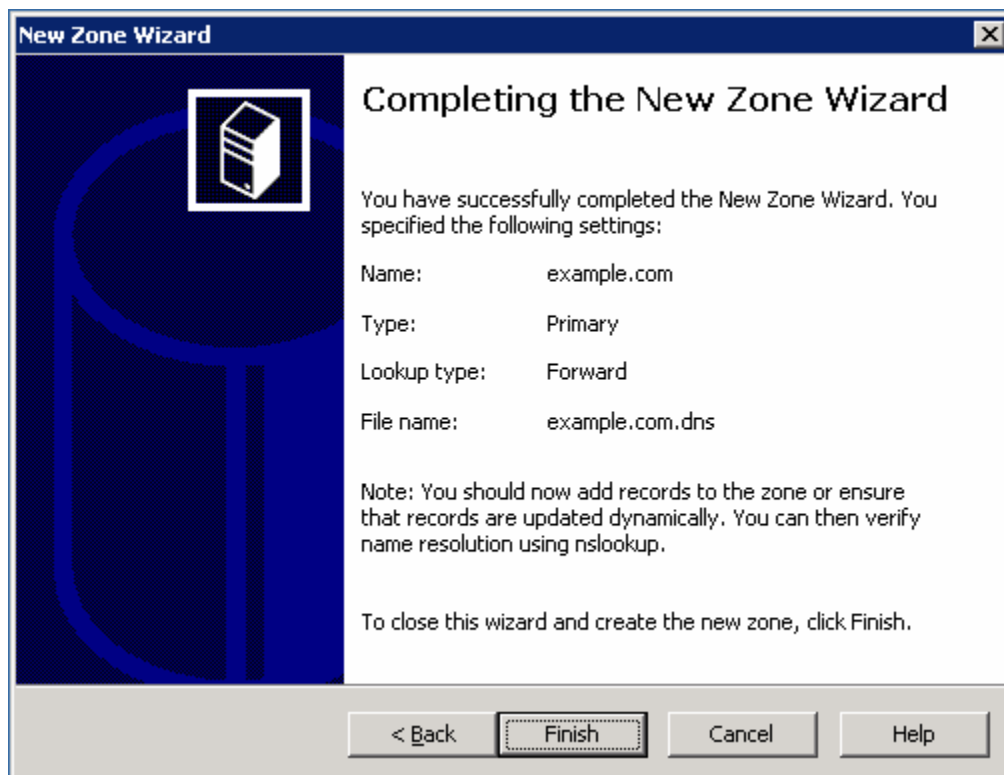 New Zone Wizard
Completing the New Zone Wizard
You have successfully completed the New Zone Wizard. You
specified the following settings:
Name: example.com
Type: Primary
Lookup type: Forward
File name: example.com.dns
Note: You should now add records to the zone or ensure
that records are updated dynamically. You can then verify
name resolution using nslookup.
To close this wizard and create the new zone, click Finish.
< Back Finish Cancel Help